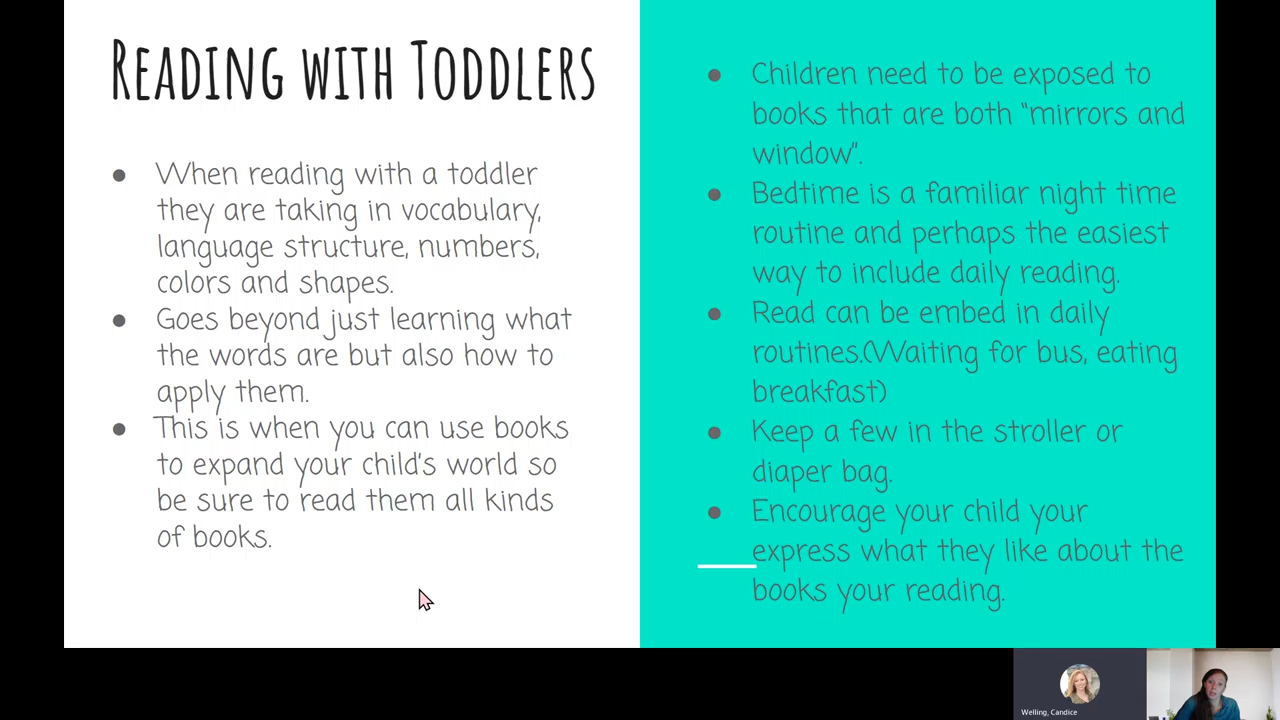 Reading with Toddlers
● When reading with a toddler
they are taking in vocabulary,
language structure, numbers,
colors and shapes.
● Goes beyond just learning what
the words are but also how to
apply them.
● This is when you can use books
to expand your child's world so
be sure to read them all kinds
of books.
● Children need to be exposed to
books that are both "mirrors and
window".
● Bedtime is a familiar night time
routine and perhaps the easiest
way to include daily reading.
● Read can be embed in daily
routines.(Waiting for bus, eating
breakfast)
● Keep a few in the stroller or
diaper bag.
● Encourage your child your
express what they like about the
books your reading.
Welling, Candice